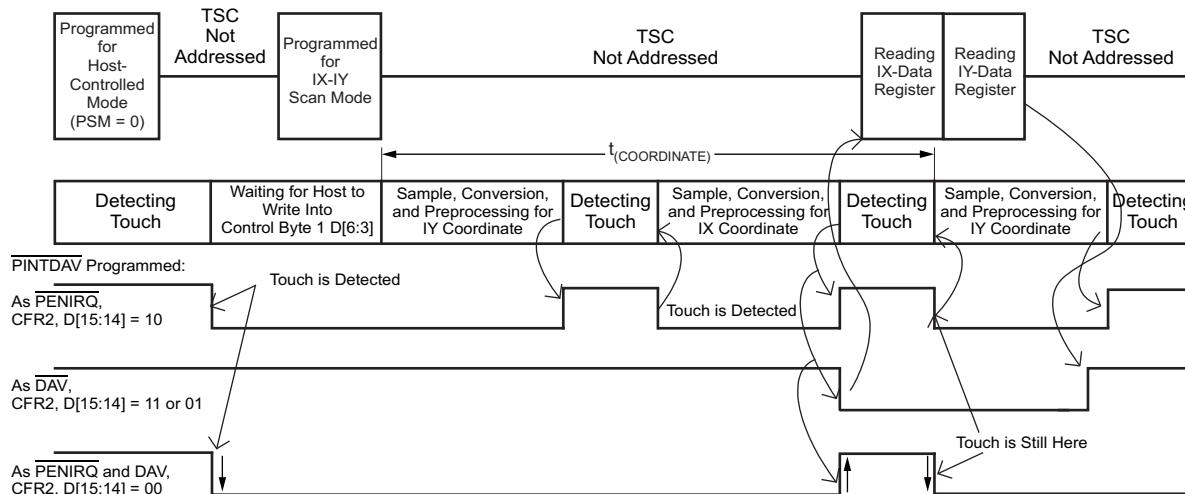 Programmed
for
Host-
Controlled
Mode
(PSM = 0)
TSC
Not
Addressed
Programmed
for
IX-IY
Scan Mode
TSC
Not Addressed
Reading
IX-Data
Register
Reading
IY-Data
Register
TSC
Not Addressed
t(COORDINATE)
Detecting
Touch
Waiting for Host to
Write Into
Control Byte 1 D[6:3]
Sample, Conversion,
and Preprocessing for
IY Coordinate
Detecting
Touch
Sample, Conversion,
and Preprocessing for
IX Coordinate
Detecting
Touch
Sample, Conversion,
and Preprocessing for
IY Coordinate
Detecting
Touch
PINTDAV Programmed:
Touch is Detected
As PENIRQ,
CFR2, D[15:14] = 10
Touch is Detected
As DAV,
CFR2, D[15:14] = 11 or 01
Touch is Still Here
As PENIRQ and DAV,
CFR2, D[15:14] = 00